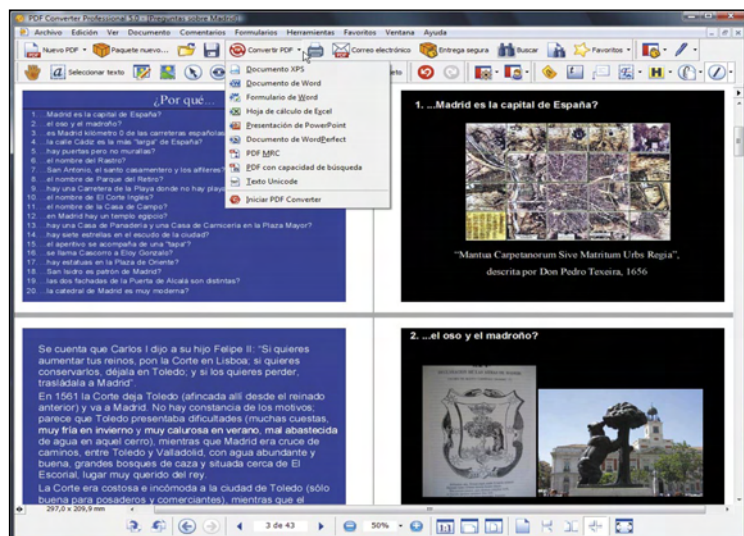 PDF Converter Professional 5.0 - [Preguntas sobre Madrid]
Archivo Edición Ver Documento Comentarios Formularios Herramientas Favoritos Ventana Ayuda
Nuevo PDF Paquete nuevo... Convertir PDF Correo electrónico Entrega segura Buscar Favoritos
Seleccionar texto
Documento XPS
Documento de Word
Formulario de Word
Hoja de cálculo de Excel
Presentación de PowerPoint
Documento de WordPerfect
PDF MRC
PDF con capacidad de búsqueda
Texto Unicode
Iniciar PDF Converter
¿Por qué...
1....Madrid es la capital de España?
2....el oso y el madroño?
3....es Madrid kilómetro 0 de las carreteras españolas
4....la calle Cádiz es la más "larga" de España?
5....hay puertas pero no murallas?
6....el nombre del Rastro?
7....San Antonio, el santo casamentero y los alfileres?
8....el nombre de Parque del Retiro?
9....hay una Carretera de la Playa donde no hay playa
10....el nombre de El Corte Inglés?
11....el nombre de la Casa de Campo?
12....en Madrid hay un templo egipcio?
13....hay una Casa de Panadería y una Casa de Carnicería en la Plaza Mayor?
14....hay siete estrellas en el escudo de la ciudad?
15....el aperitivo se acompaña de una "tapa"?
16....se llama Cascorro a Eloy Gonzalo?
17....hay estatuas en la Plaza de Oriente?
18....San Isidro es patrón de Madrid?
19....las dos fachadas de la Puerta de Alcalá son distintas?
20....la catedral de Madrid es muy moderna?
1. ...Madrid es la capital de España?
"Mantua Carpetanorum Sive Matritum Urbs Regia",
descrita por Don Pedro Texeira, 1656
Se cuenta que Carlos I dijo a su hijo Felipe II: "Si quieres
aumentar tus reinos, pon la Corte en Lisboa; si quieres
conservarlos, déjala en Toledo; y si los quieres perder,
trasládala a Madrid".
En 1561 la Corte deja Toledo (afincada allí desde el reinado
anterior) y va a Madrid. No hay constancia de los motivos;
parece que Toledo presentaba dificultades (muchas cuestas,
muy fría en invierno y muy calurosa en verano, mal abastecida
de agua en aquel cerro), mientras que Madrid era cruce de
caminos, entre Toledo y Valladolid, con agua abundante y
buena, grandes bosques de caza y situada cerca de El
Escorial, lugar muy querido del rey.
La Corte era costosa e incómoda a la ciudad de Toledo (sólo
buena para posaderos y comerciantes), mientras que el
2. ...el oso y el madroño?
297,0 x 209,9 mm
3 de 43
50%